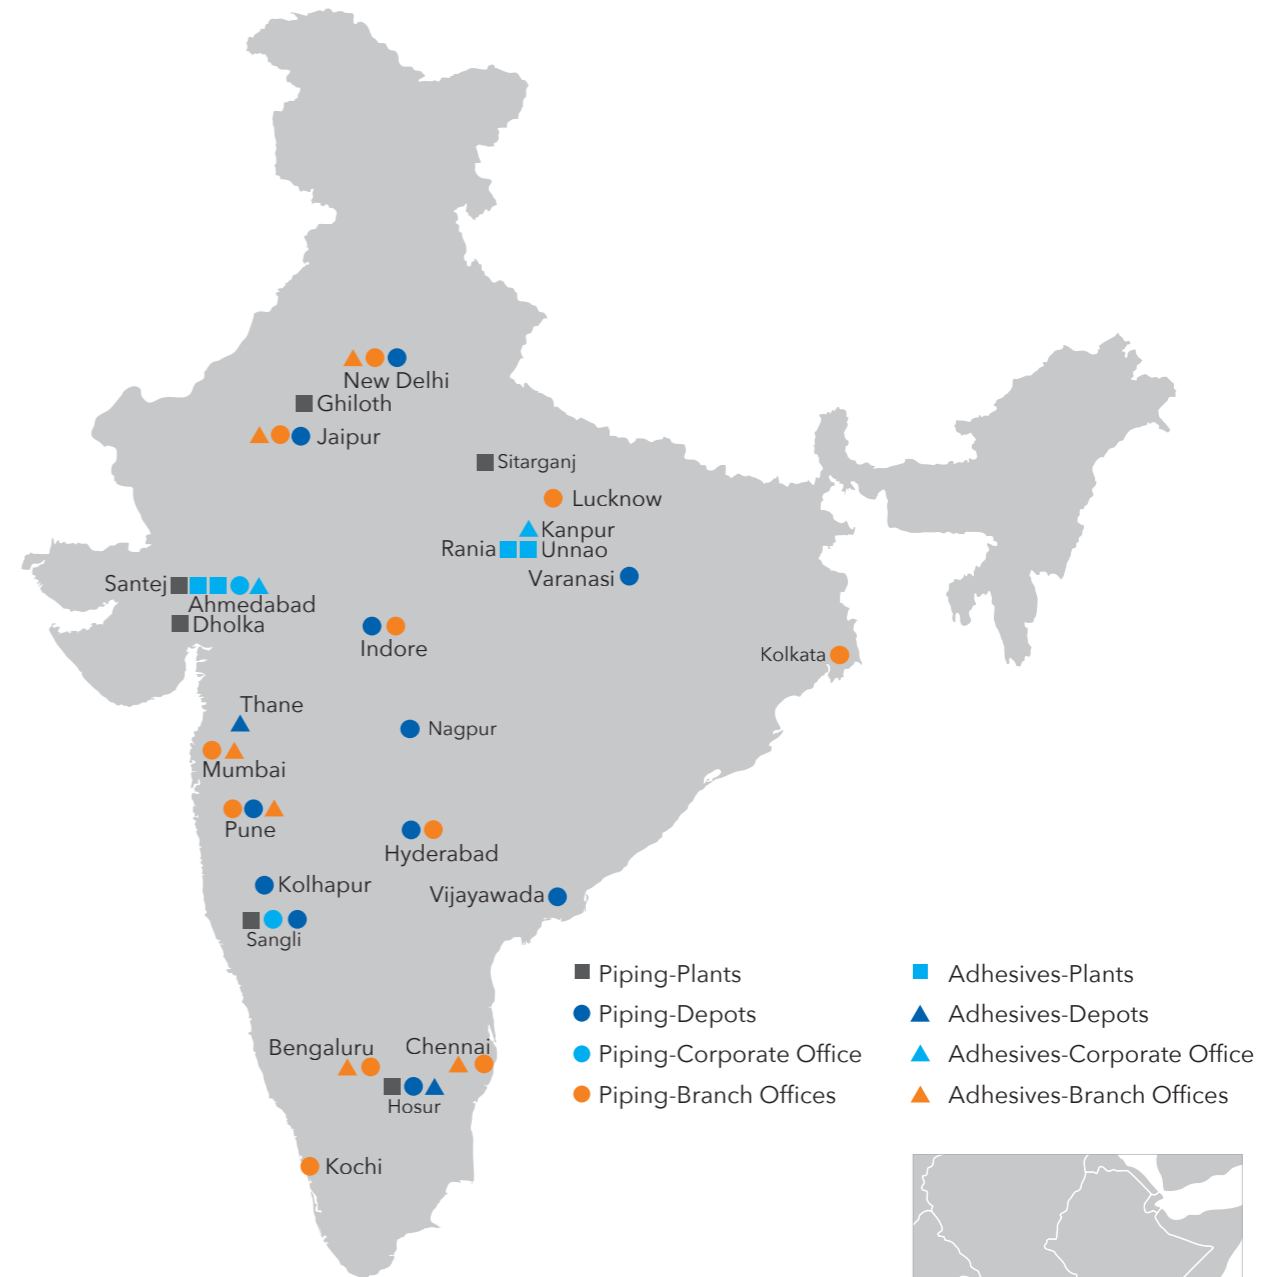 New Delhi
Ghiloth
Jaipur
Sitarganj
Lucknow
Kanpur
Rania
Unnao
Varanasi
Santej
Ahmedabad
Dholka
Indore
Kolkata
Thane
Nagpur
Mumbai
Pune
Hyderabad
Kolhapur
Vijayawada
Sangli
Piping-Plants
Piping-Depots
Piping-Corporate Office
Piping-Branch Offices
Adhesives-Plants
Adhesives-Depots
Adhesives-Corporate Office
Adhesives-Branch Offices
Bengaluru
Chennai
Hosur
Kochi